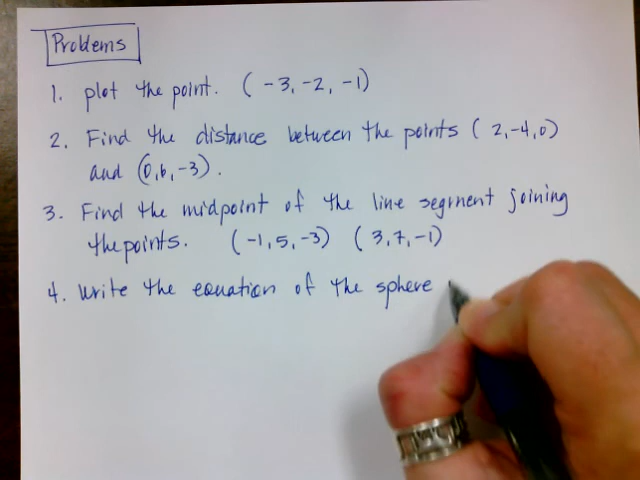 Problems
1. plot the point. (-3, -2, -1)
2. Find the distance between the points (2, -4, 0)
and (0, 6, -3).
3. Find the midpoint of the line segment joining
the points. (-1, 5, -3) (3, 7, -1)
4. Write the equation of the sphere